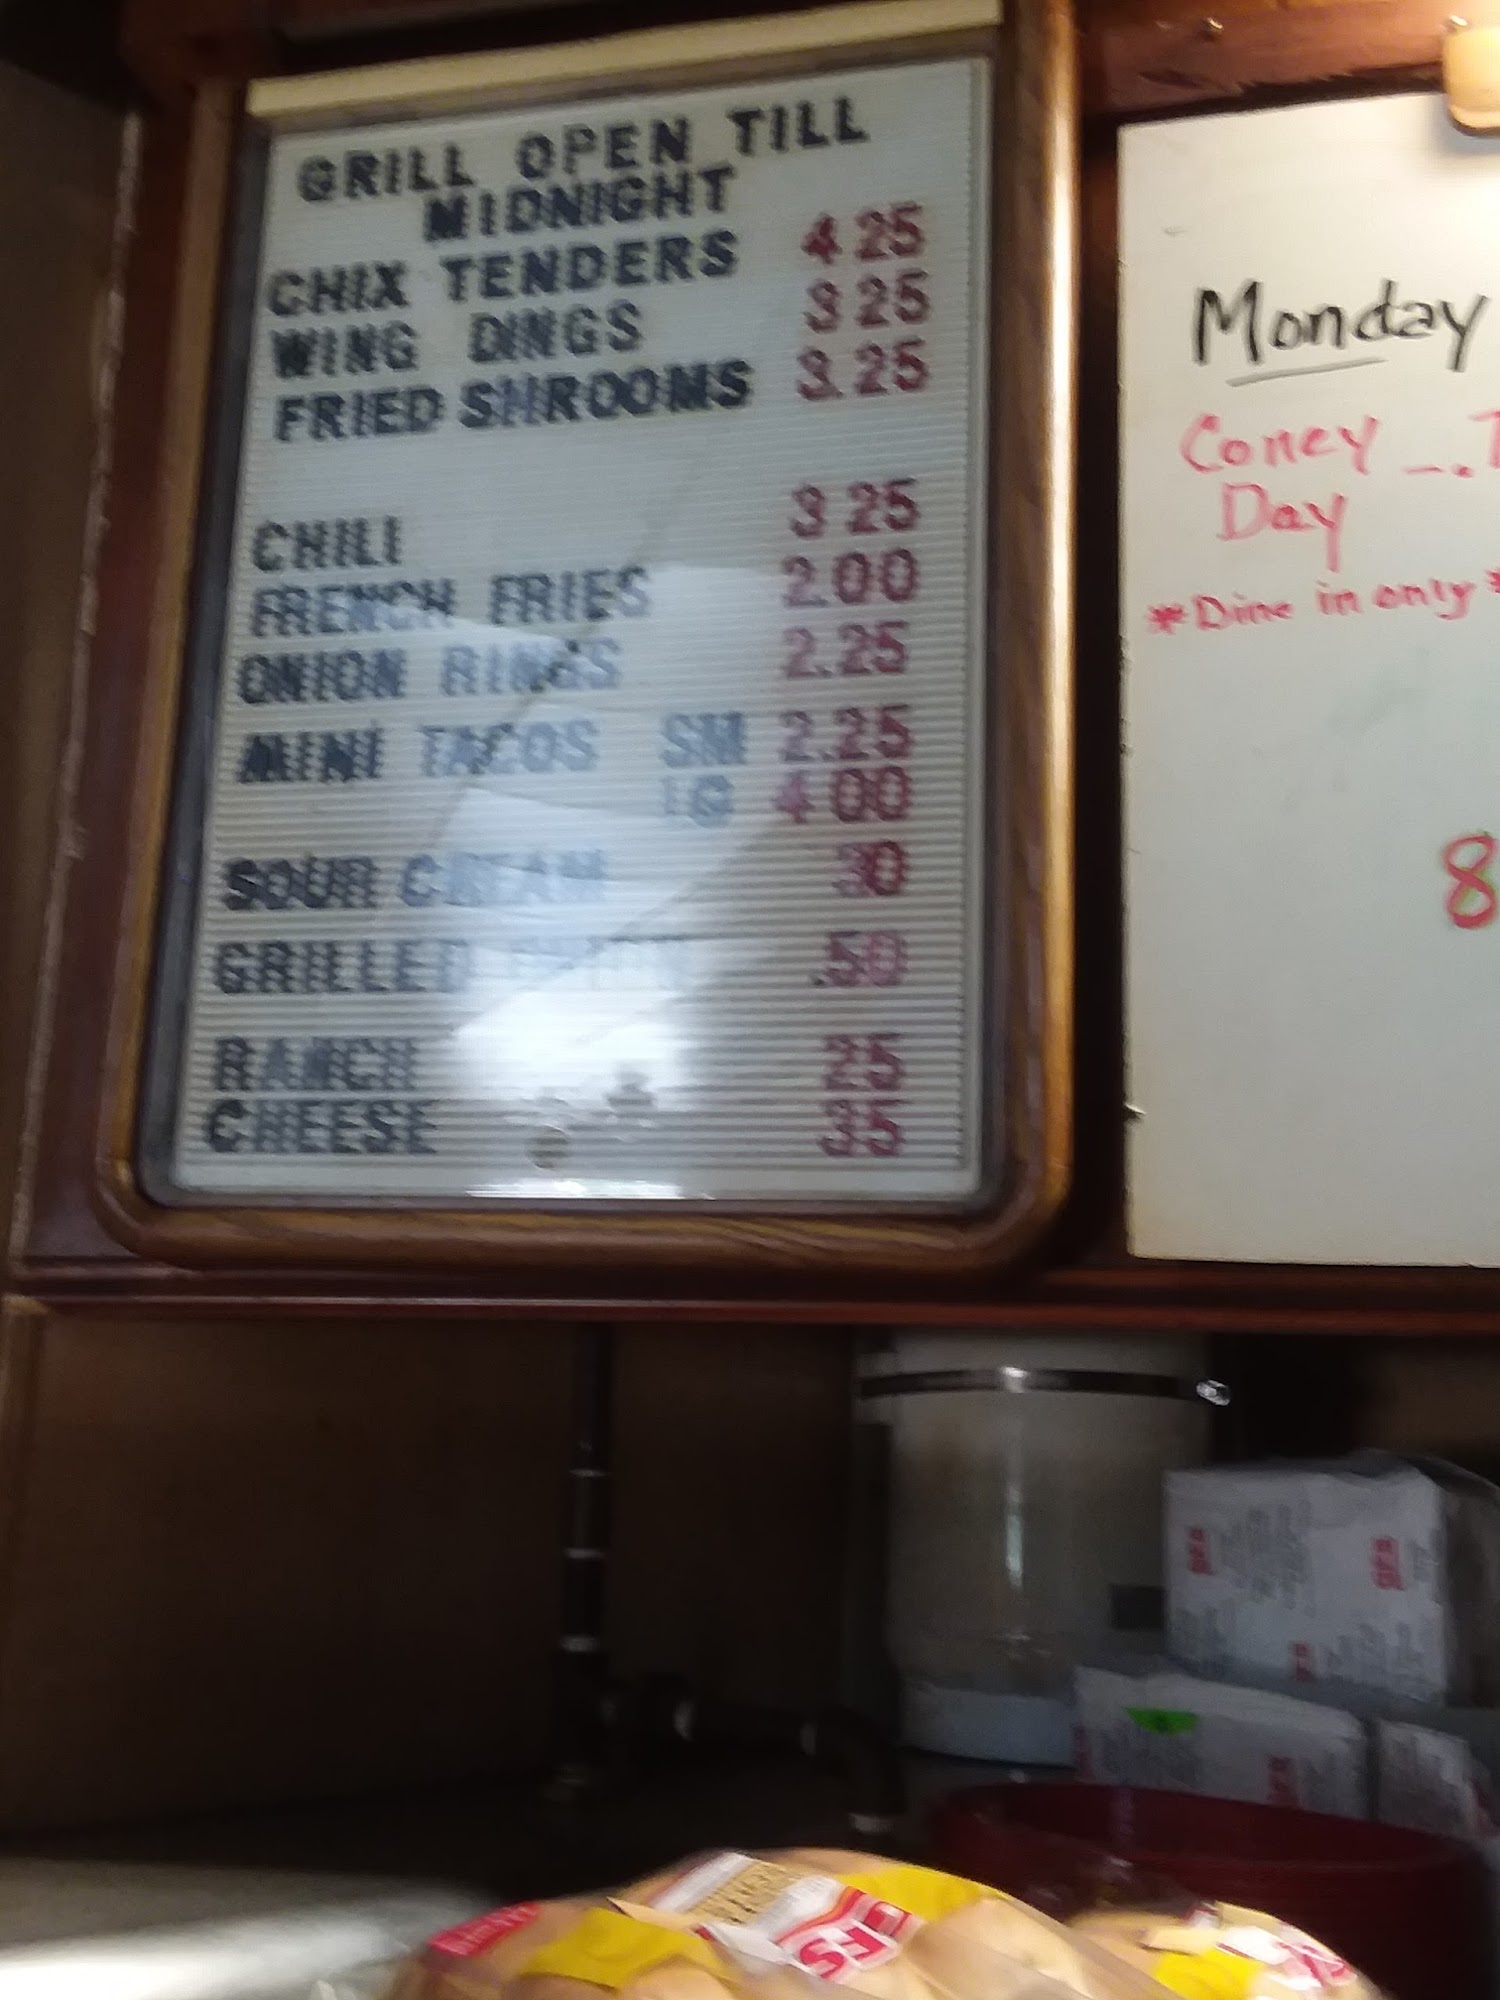 GRILL OPEN TILL
MIDNIGHT
CHIX TENDERS 4 25
WING DINGS 3 25
FRIED SHROOMS 3.25
CHILI 3 25
FRENCH FRIES 2.00
ONION RINGS 2.25
MINI TACOS SM 2.25
LG 4 00
SOUR CREAM 30
GRILLED .50
RANCH 25
CHEESE 35
Monday
Coney
Day
*Dine in only*
8
GFS